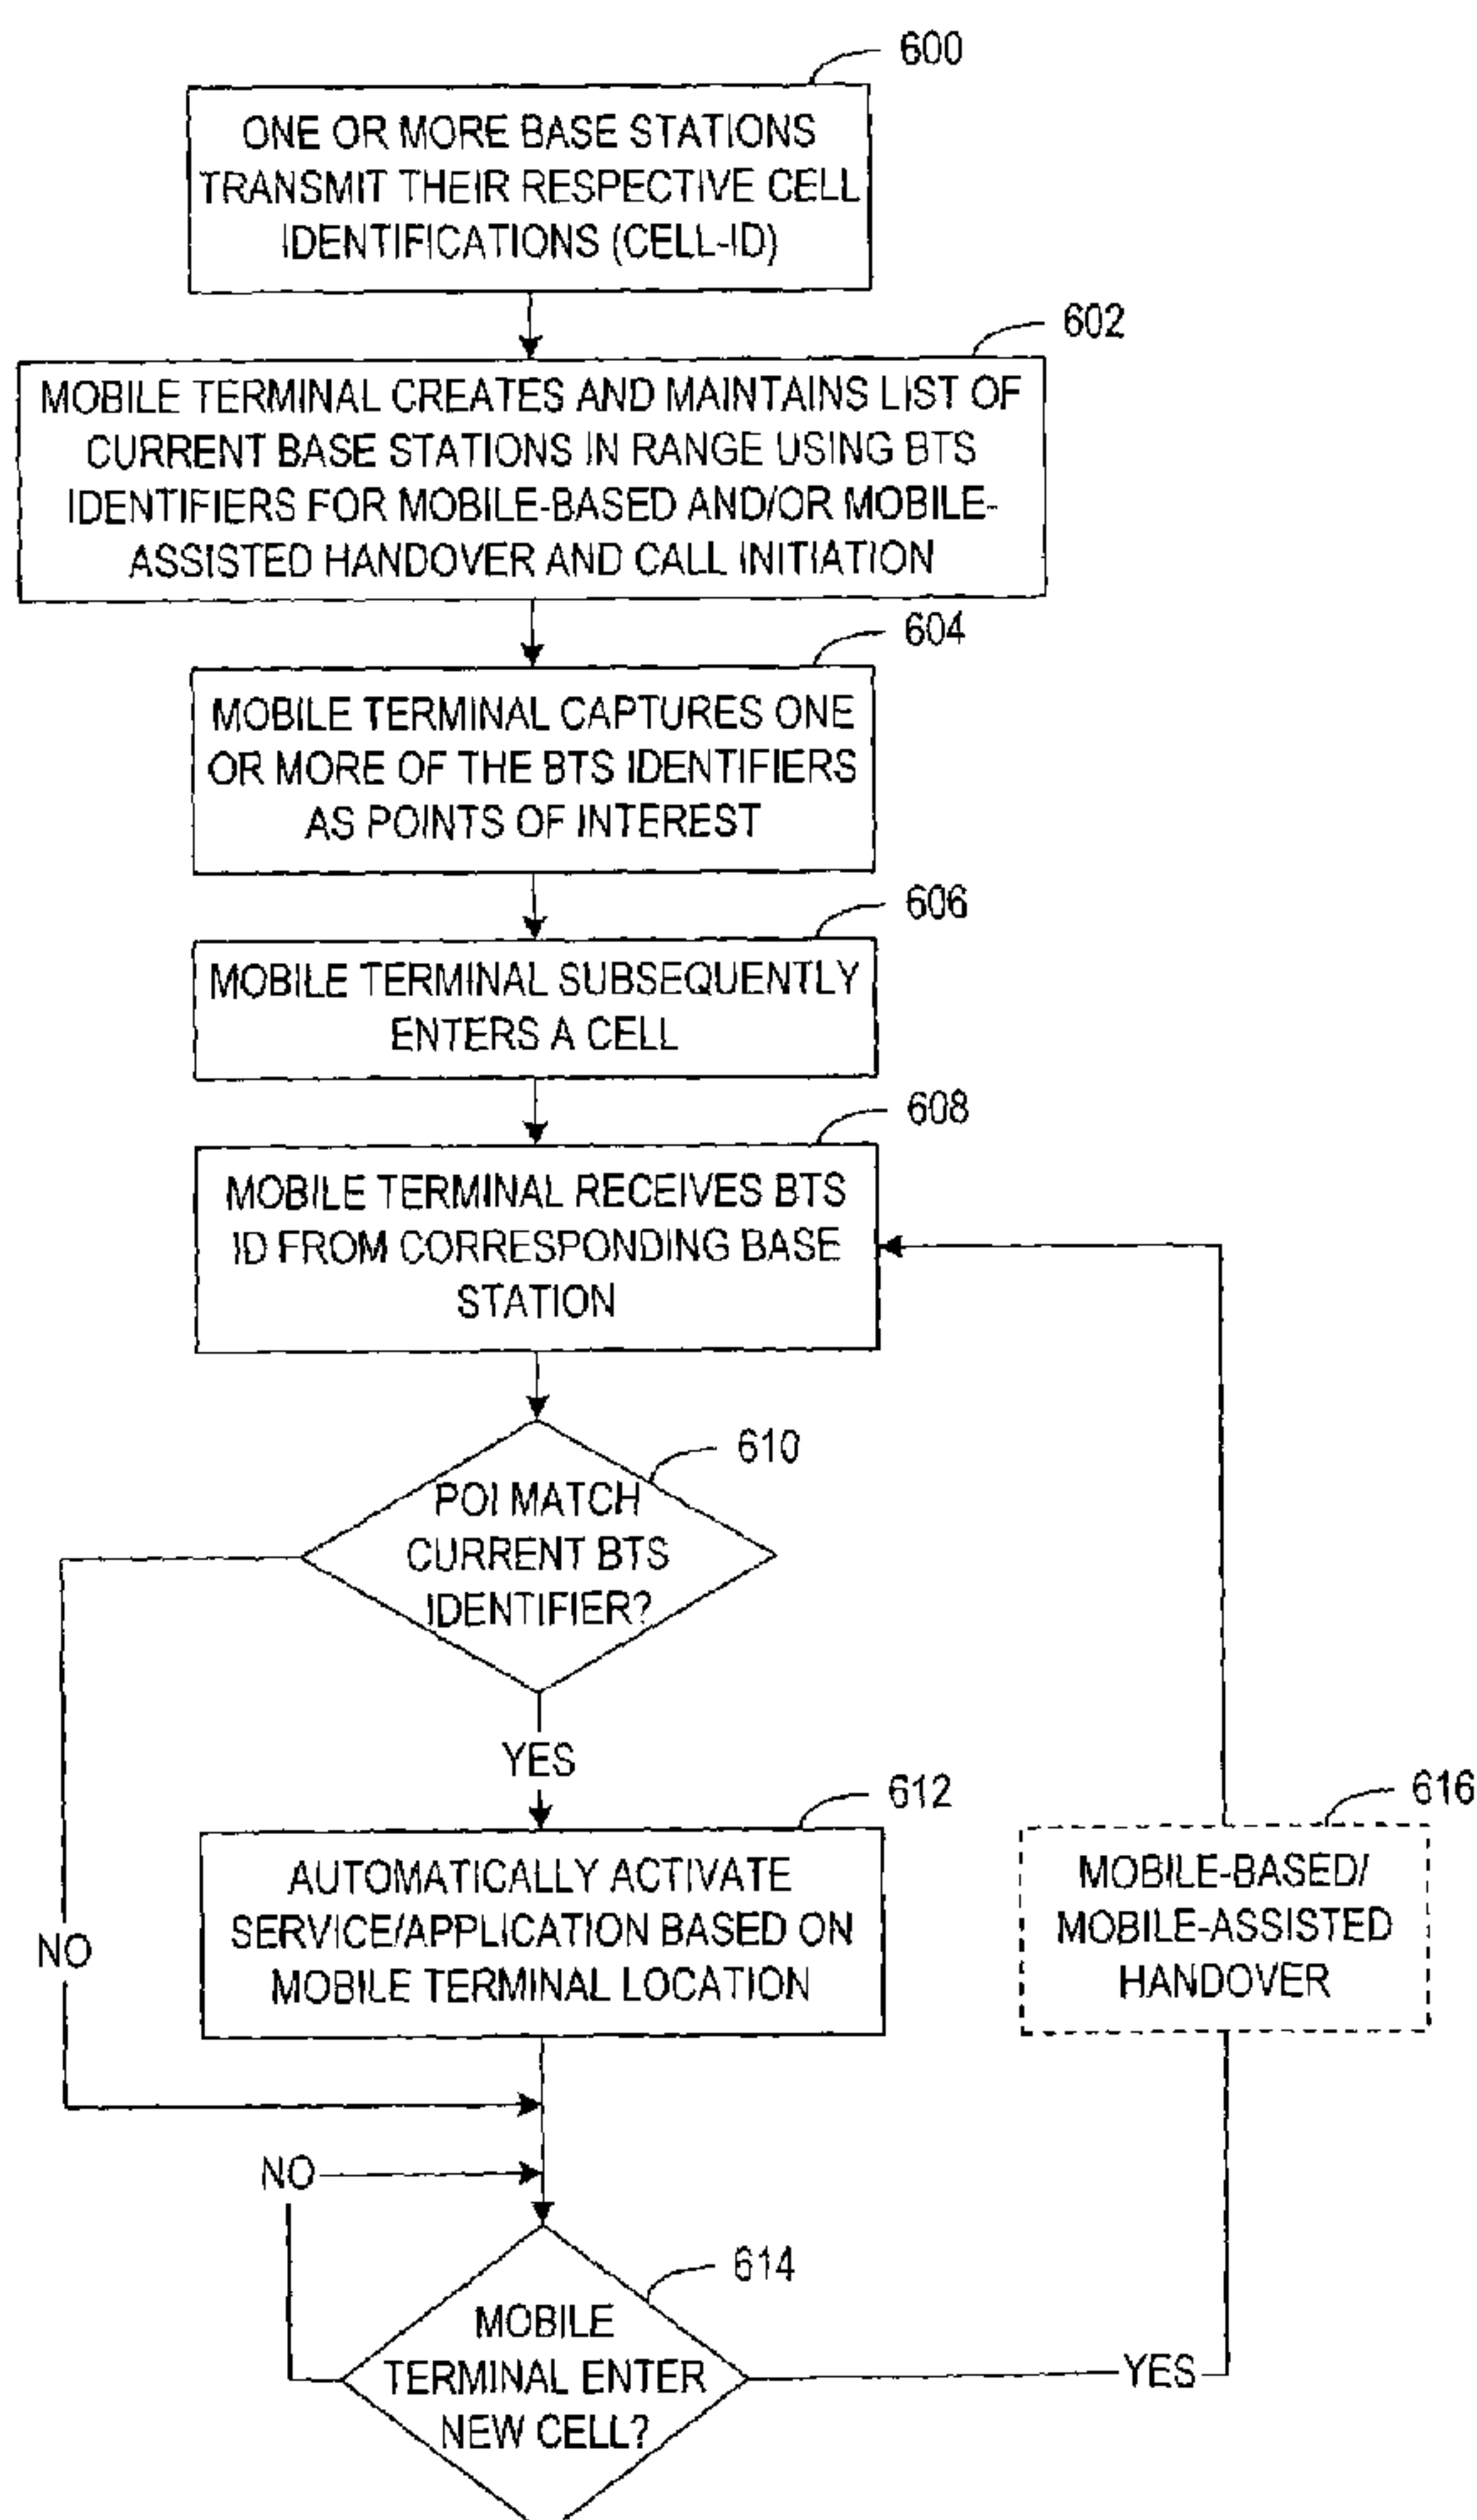 600
ONE OR MORE BASE STATIONS
TRANSMIT THEIR RESPECTIVE CELL
IDENTIFICATIONS (CELL-ID)
602
MOBILE TERMINAL CREATES AND MAINTAINS LIST OF
CURRENT BASE STATIONS IN RANGE USING BTS
IDENTIFIERS FOR MOBILE-BASED AND/OR MOBILE-
ASSISTED HANDOVER AND CALL INITIATION
604
MOBILE TERMINAL CAPTURES ONE
OR MORE OF THE BTS IDENTIFIERS
AS POINTS OF INTEREST
606
MOBILE TERMINAL SUBSEQUENTLY
ENTERS A CELL
608
MOBILE TERMINAL RECEIVES BTS
ID FROM CORRESPONDING BASE
STATION
610
POI MATCH
CURRENT BTS
IDENTIFIER?
YES
612
AUTOMATICALLY ACTIVATE
SERVICE/APPLICATION BASED ON
MOBILE TERMINAL LOCATION
616
MOBILE-BASED/
MOBILE-ASSISTED
HANDOVER
NO
NO
614
MOBILE
TERMINAL ENTER
NEW CELL?
YES